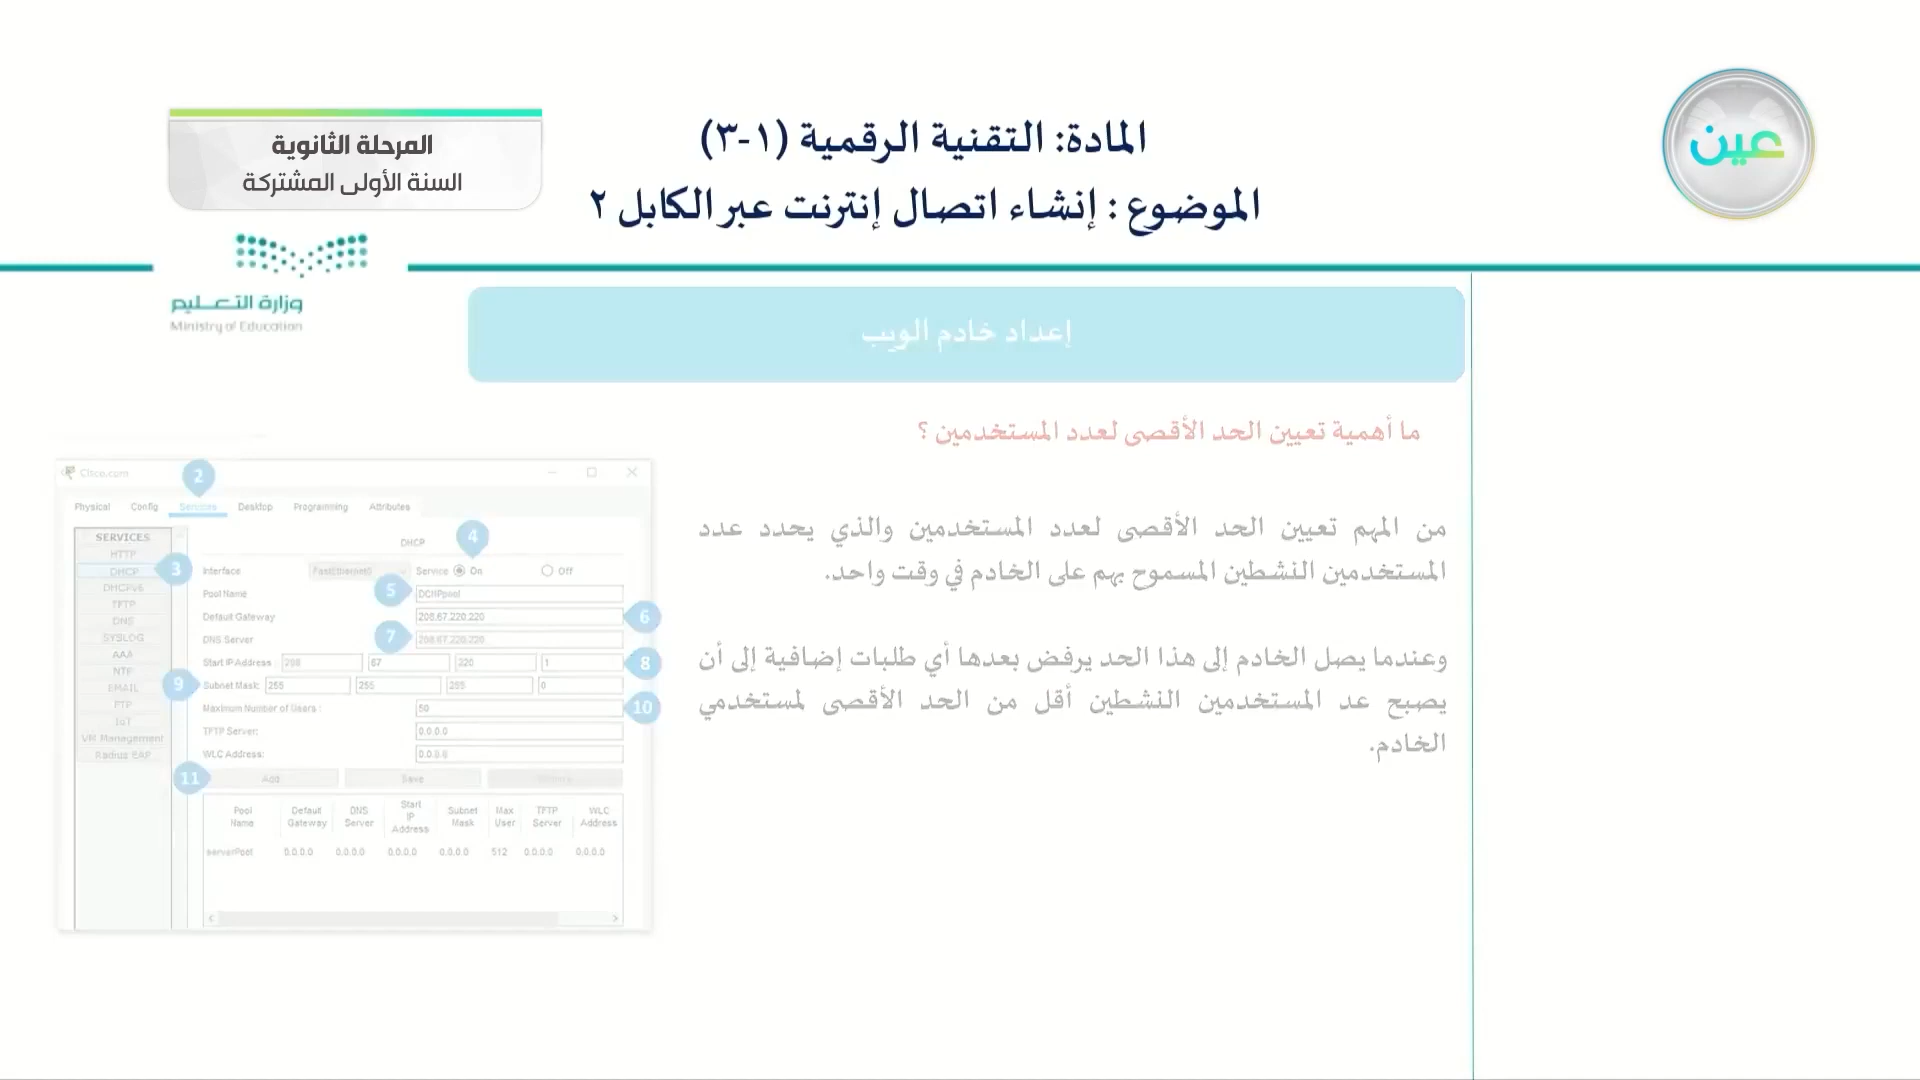 المادة: التقنية الرقمية (١-٣)
الموضوع : إنشاء اتصال إنترنت عبر الكابل ٢
عين
المرحلة الثانوية
السنة الأولى المشتركة
وزارة التعـــليم
Ministry of Education
إعداد خادم الويب
ما أهمية تعيين الحد الأقصى لعدد المستخدمين ؟
من المهم تعيين الحد الأقصى لعدد المستخدمين والذي يحدد عدد
المستخدمين النشطين المسموح بهم على الخادم في وقت واحد.
وعندما يصل الخادم إلى هذا الحد يرفض بعدها أي طلبات إضافية إلى أن
يصبح عد المستخدمين النشطين أقل من الحد الأقصى لمستخدمي
الخادم.
Cisco.com
2
Physical Config Services Desktop Programming Attributes
SERVICES
HTTP
DHCP
DHCPv6
TFTP
DNS
SYSLOG
AAA
NTP
EMAIL
FTP
IoT
VM Management
Radius EAP
3
DHCP
4
Interface FastEthernet0 Service On Off
5
Pool Name DCHPpool
Default Gateway 208.67.220.220
6
7
DNS Server 208.67.220.220
Start IP Address : 208 67 220 1
8
9
Subnet Mask: 255 255 255 0
Maximum Number of Users : 50
10
TFTP Server: 0.0.0.0
WLC Address: 0.0.0.0
11
Add Save
Pool Name Default Gateway DNS Server Start IP Address Subnet Mask Max User TFTP Server WLC Address
serverPool 0.0.0.0 0.0.0.0 0.0.0.0 0.0.0.0 512 0.0.0.0 0.0.0.0